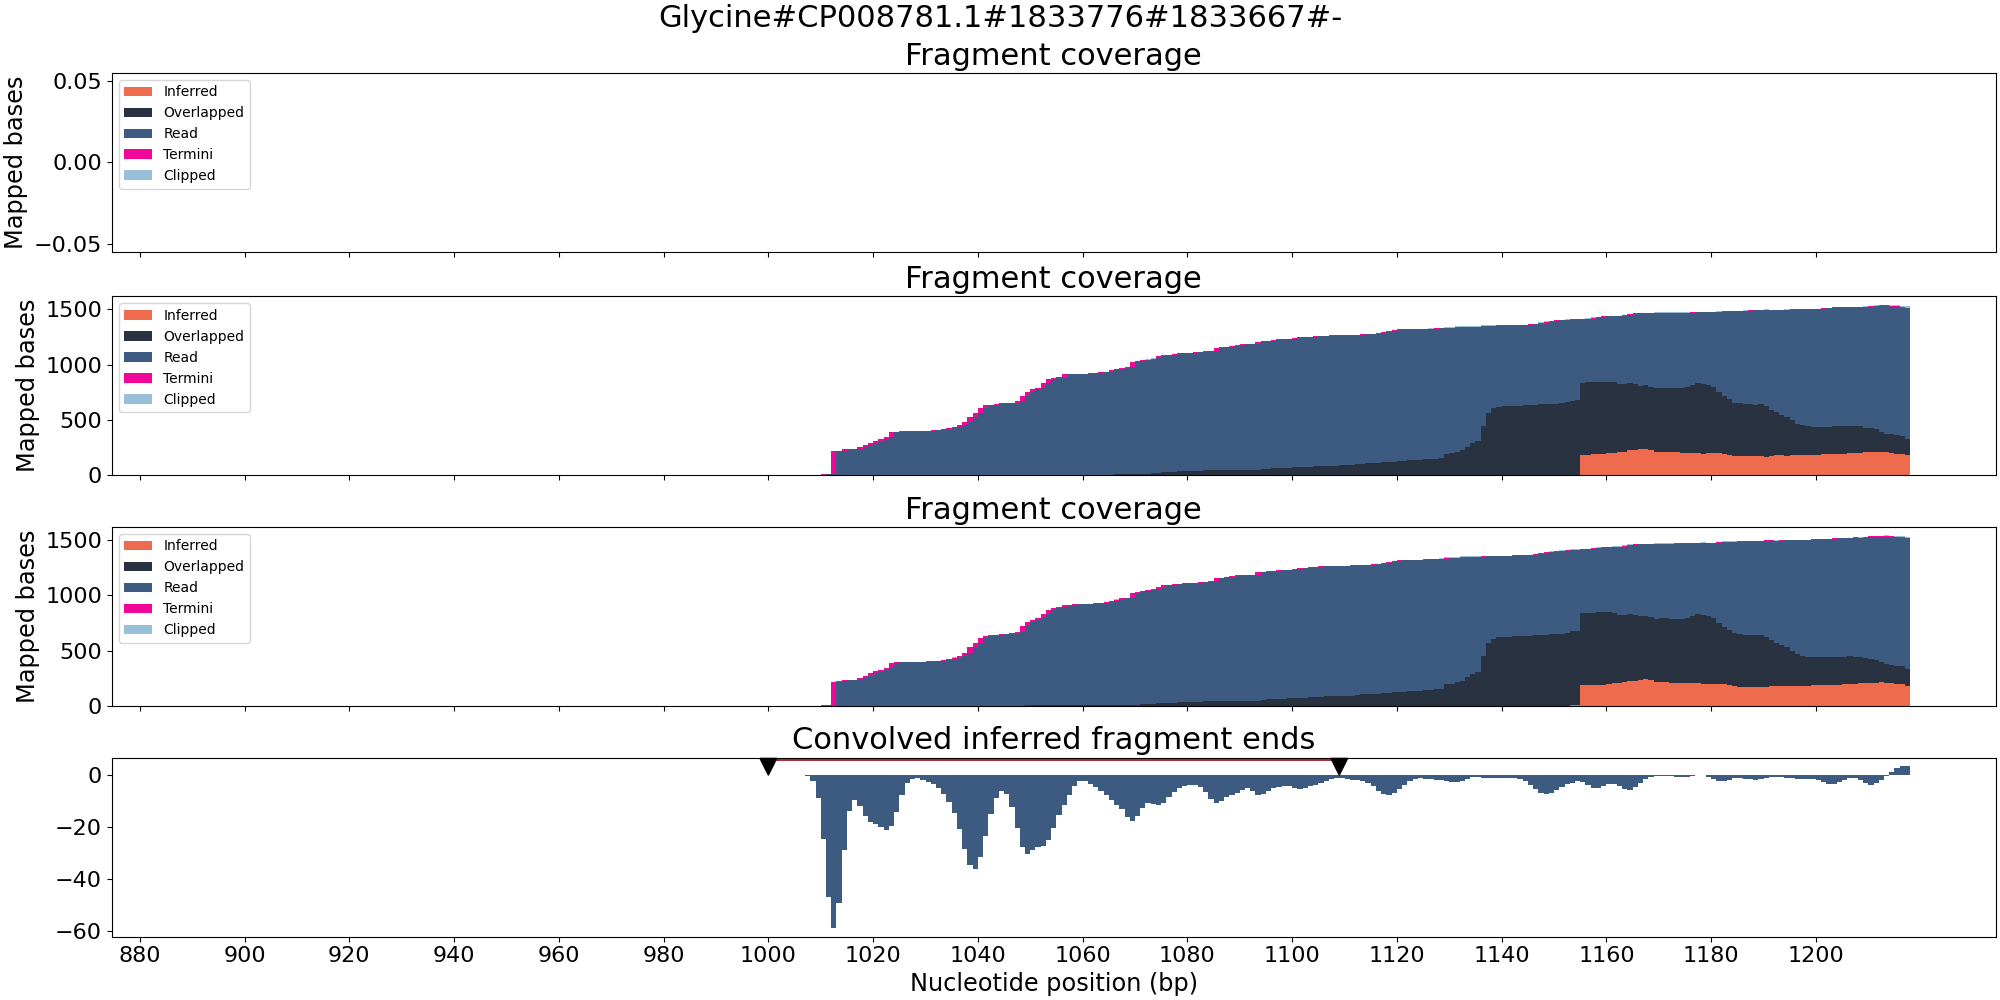 Glycine#CP008781.1#1833776#1833667#-
Fragment coverage
Mapped bases
0.05
0.00
−0.05
Inferred
Overlapped
Read
Termini
Clipped
Fragment coverage
Mapped bases
1500
1000
500
0
Inferred
Overlapped
Read
Termini
Clipped
Fragment coverage
Mapped bases
1500
1000
500
0
Inferred
Overlapped
Read
Termini
Clipped
Convolved inferred fragment ends
0
−20
−40
−60
880 900 920 940 960 980 1000 1020 1040 1060 1080 1100 1120 1140 1160 1180 1200
Nucleotide position (bp)